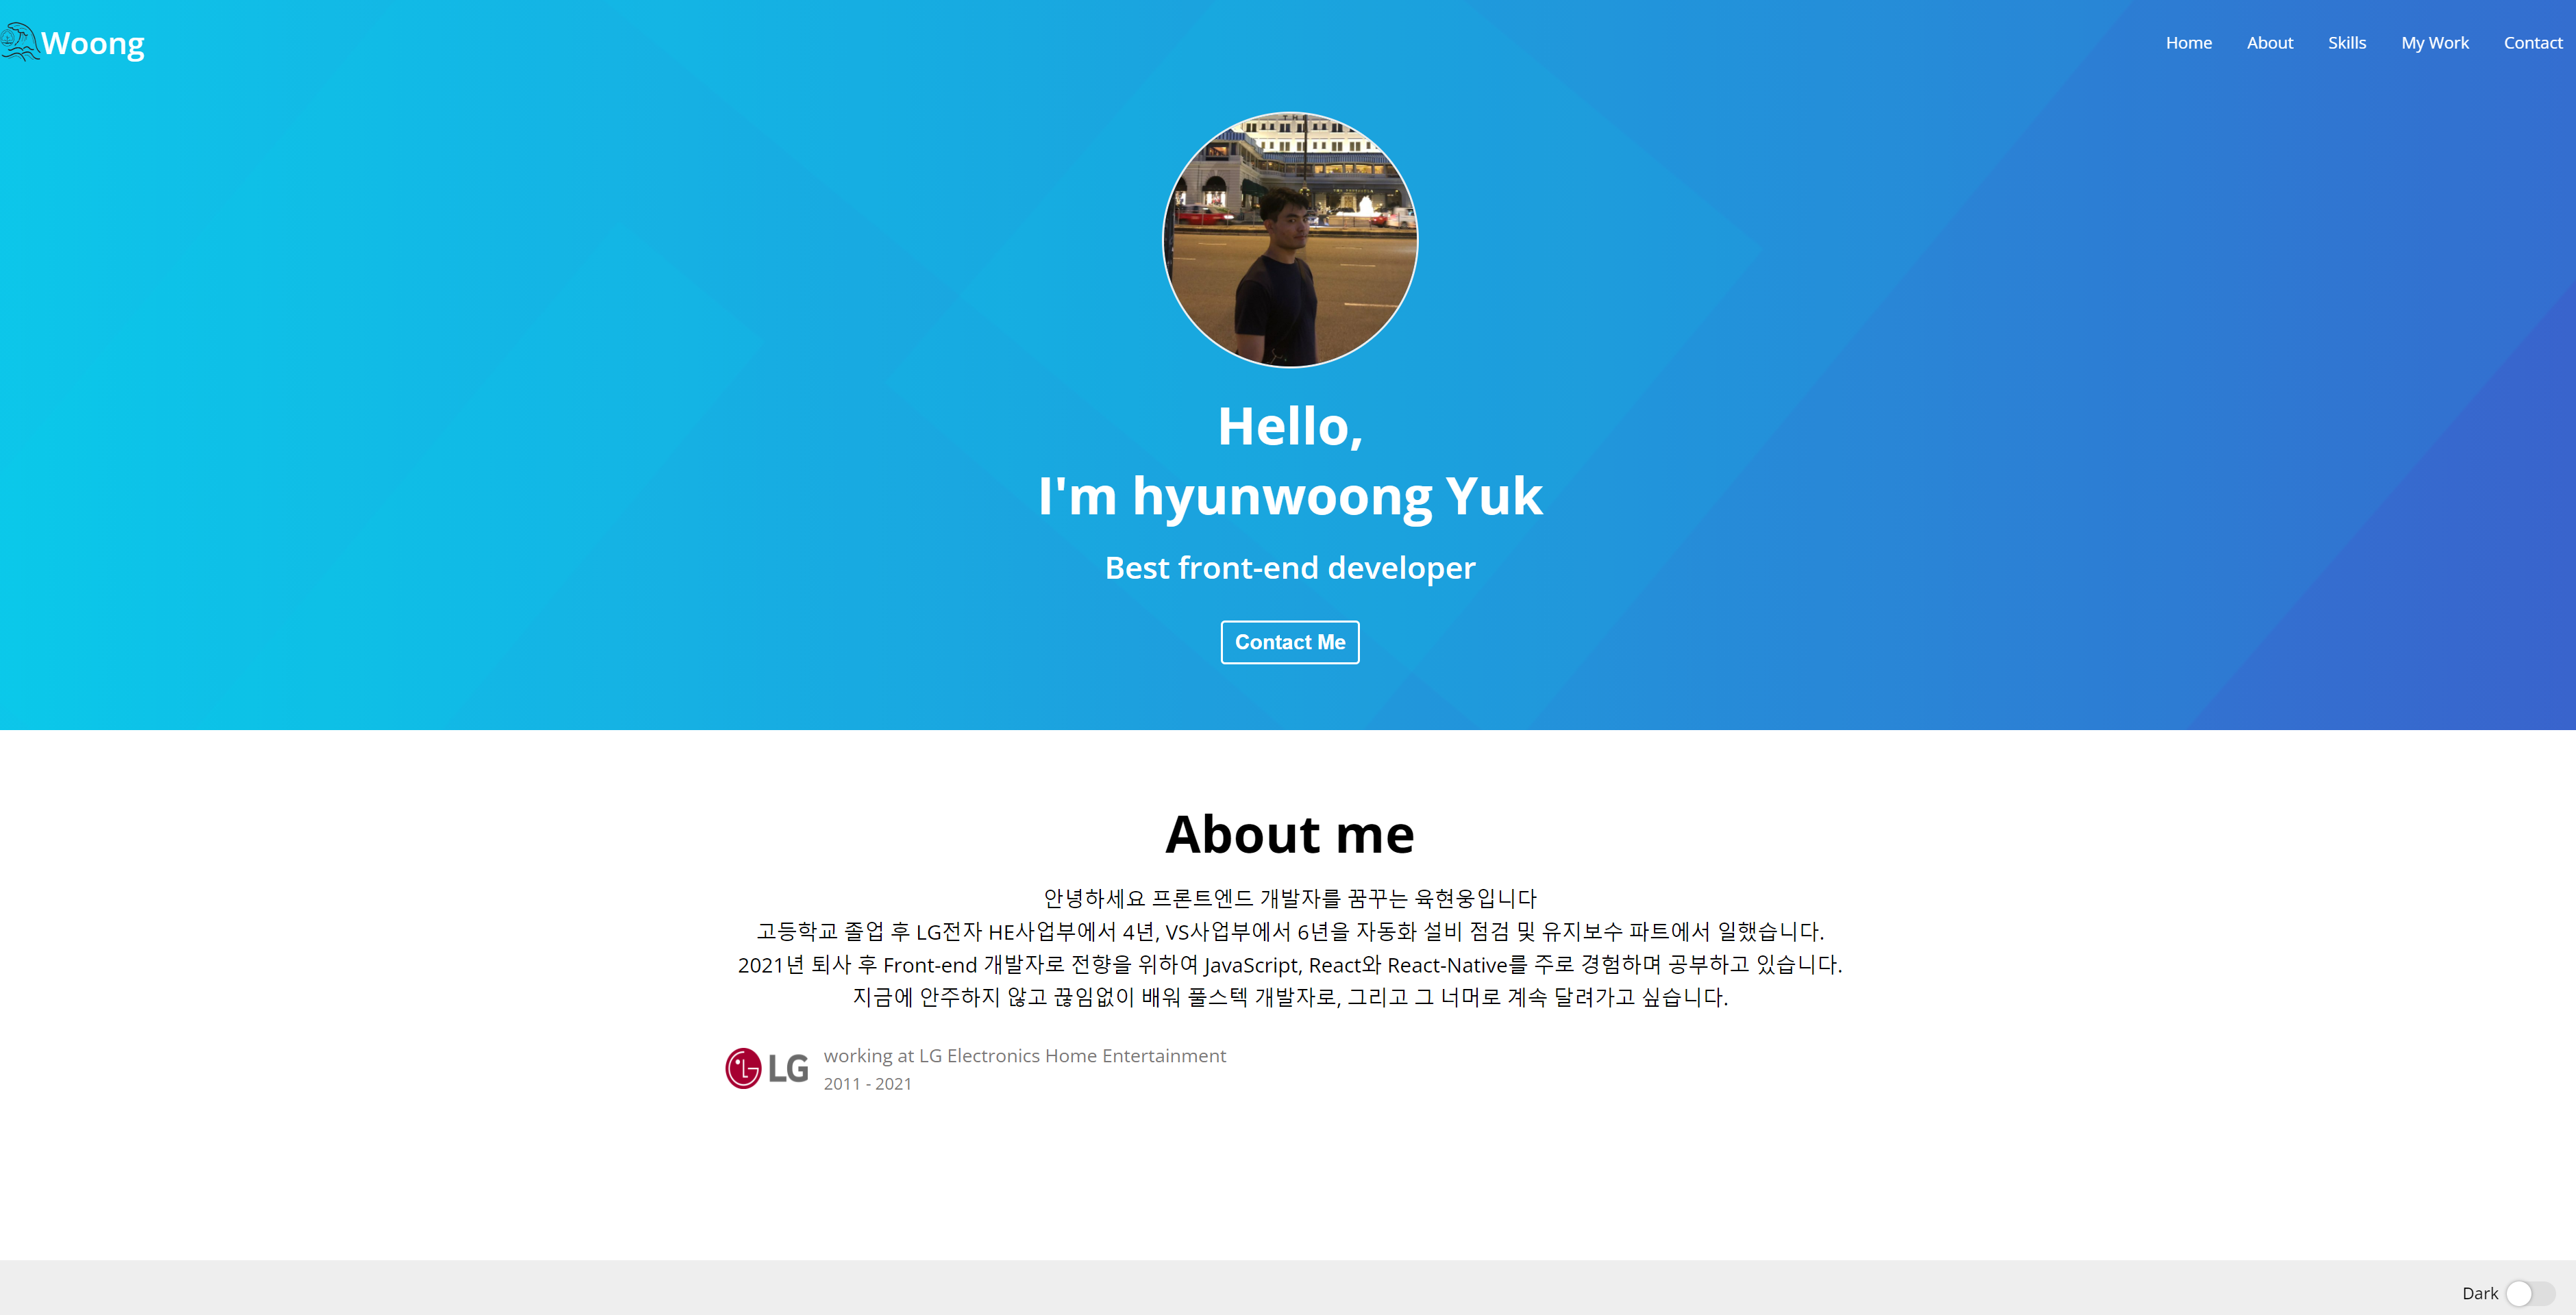 Woong
Home About Skills My Work Contact
Hello,
I'm hyunwoong Yuk
Best front-end developer
Contact Me
About me
안녕하세요 프론트엔드 개발자를 꿈꾸는 육현웅입니다
고등학교 졸업 후 LG전자 HE사업부에서 4년, VS사업부에서 6년을 자동화 설비 점검 및 유지보수 파트에서 일했습니다.
2021년 퇴사 후 Front-end 개발자로 전향을 위하여 JavaScript, React와 React-Native를 주로 경험하며 공부하고 있습니다.
지금에 안주하지 않고 끊임없이 배워 풀스텍 개발자로, 그리고 그 너머로 계속 달려가고 싶습니다.
LG
working at LG Electronics Home Entertainment
2011 - 2021
Dark